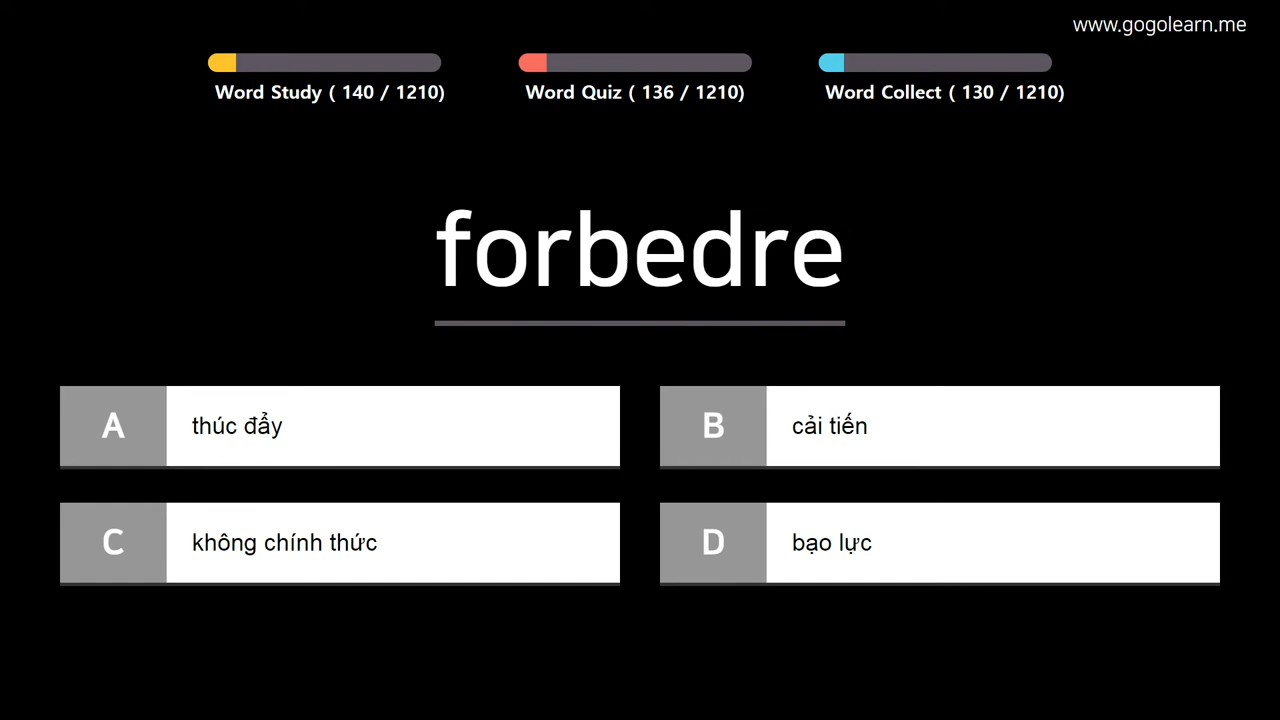 www.gogolearn.me
Word Study ( 140 / 1210)
Word Quiz ( 136 / 1210)
Word Collect ( 130 / 1210)
forbedre
A thúc đẩy
B cải tiến
C không chính thức
D bạo lực